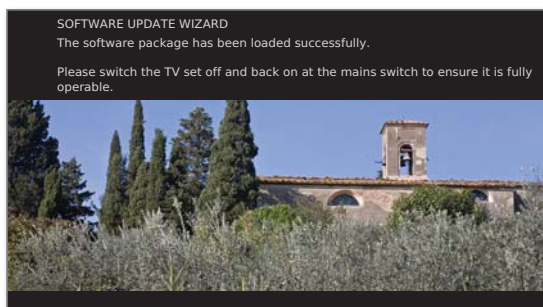 SOFTWARE UPDATE WIZARD
The software package has been loaded successfully.
Please switch the TV set off and back on at the mains switch to ensure it is fully
operable.